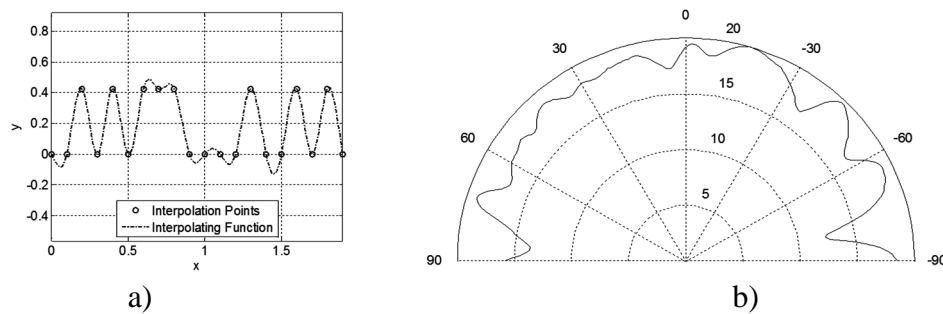 0.8
0.6
0.4
0.2
0
-0.2
-0.4
y
0 0.5 1 1.5
x
Interpolation Points
Interpolating Function
a)
0
20
30 -30
15
60 -60
10
5
90 -90
b)